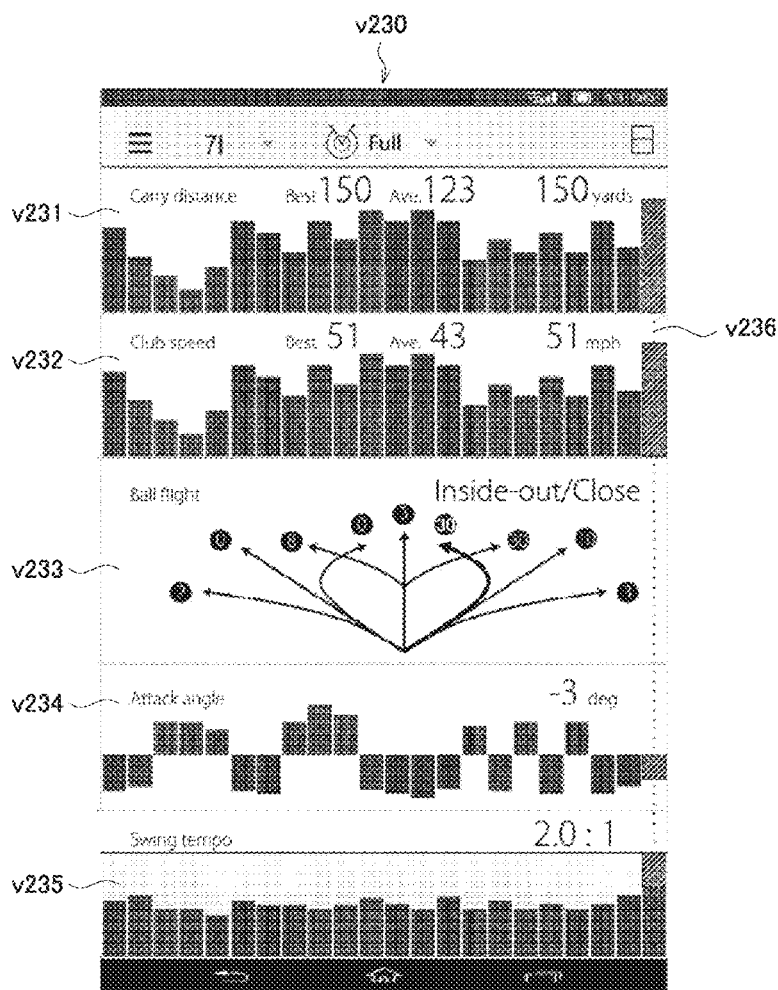 v230
7I Full
v231 Carry distance Best 150 Ave. 123 150 yards
v236
v232 Club speed Best 51 Ave. 43 51 mph
Ball flight Inside-out/Close
v233
v234 Attack angle -3 deg
Swing tempo 2.0 : 1
v235